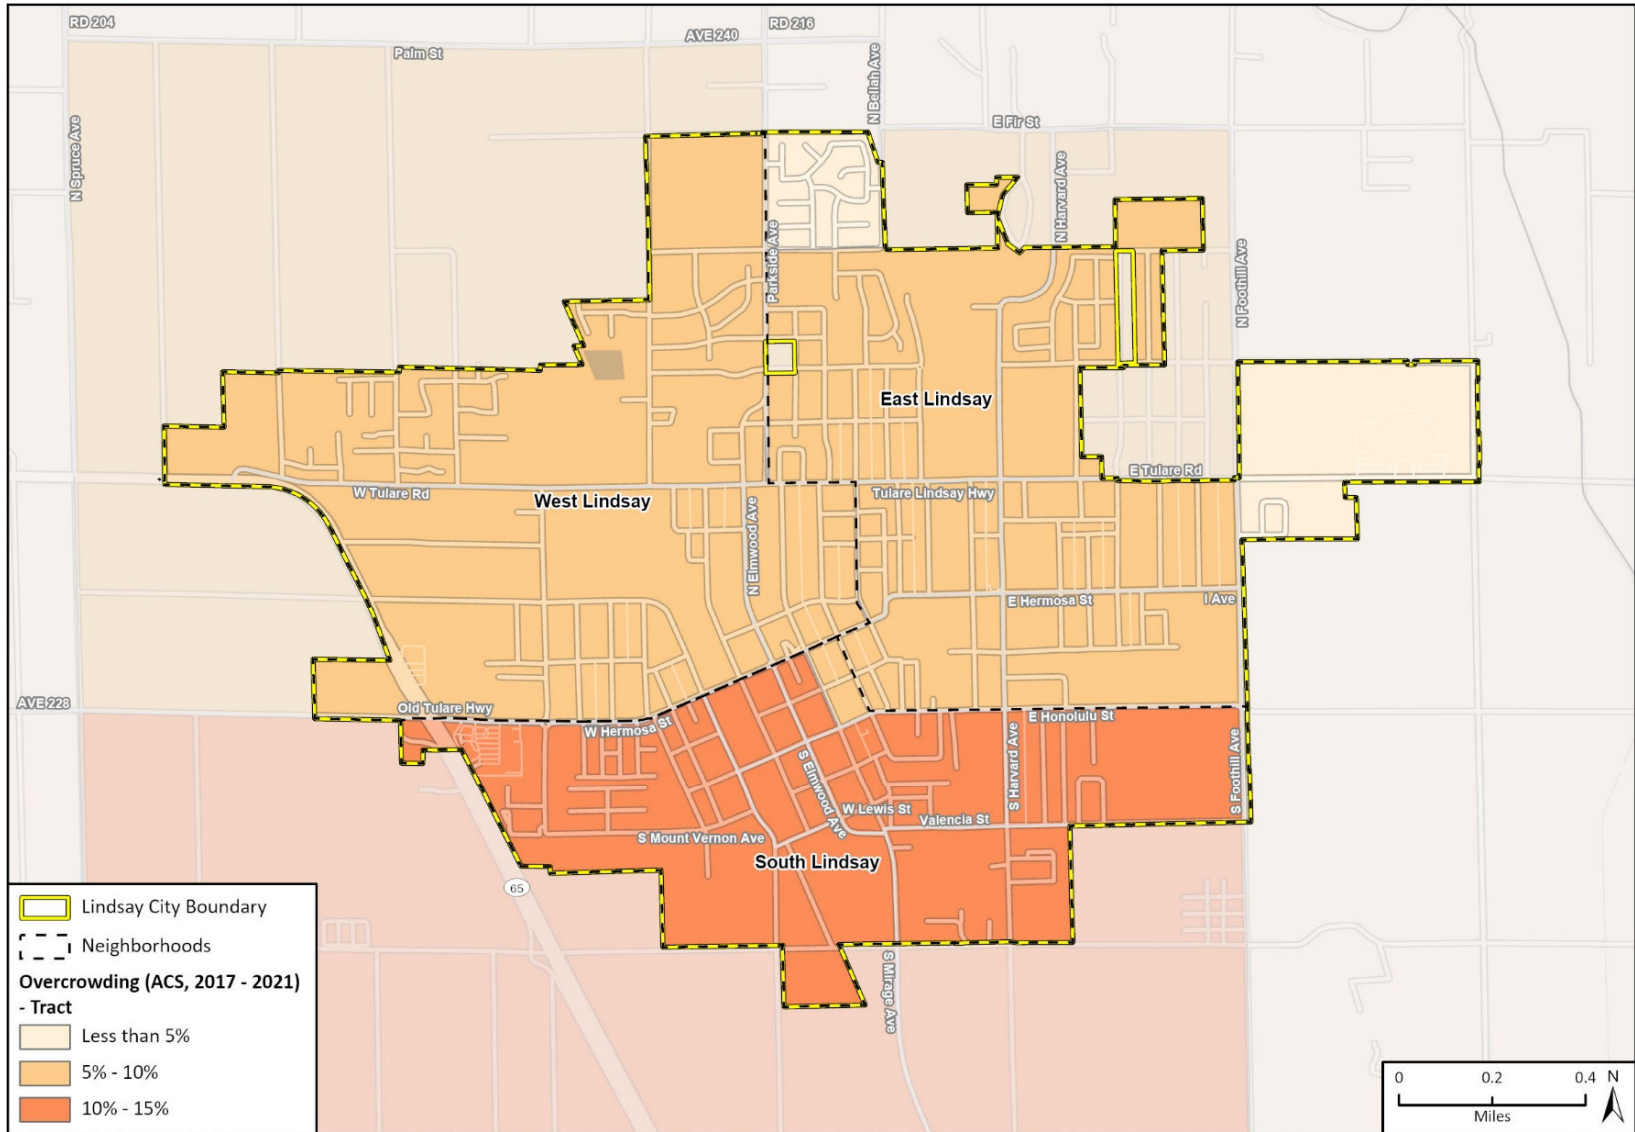 RD 204
RD 216
AVE 240
Palm St
N Bellah Ave
E Fir St
N Spruce Ave
N Harvard Ave
Parkside Ave
N Foothill Ave
East Lindsay
E Tulare Rd
W Tulare Rd
Tulare Lindsay Hwy
West Lindsay
N Elmwood Ave
E Hermosa St
I Ave
AVE 228
Old Tulare Hwy
W Hermosa St
E Honolulu St
S Harvard Ave
S Foothill Ave
S Elmwood Ave
W Lewis St
Valencia St
S Mount Vernon Ave
South Lindsay
65
S Mirage Ave
Lindsay City Boundary
Neighborhoods
Overcrowding (ACS, 2017 - 2021)
- Tract
Less than 5%
5% - 10%
10% - 15%
0 0.2 0.4 N
Miles